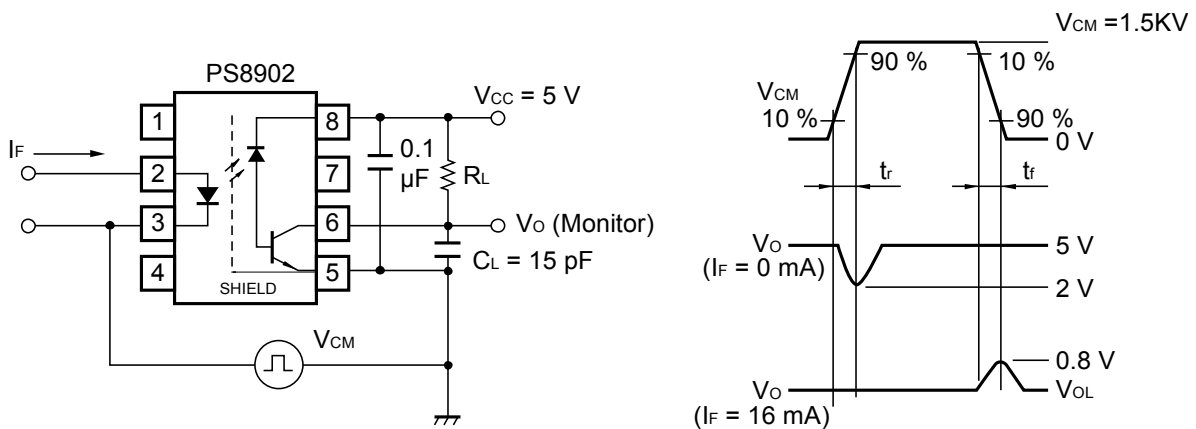 PS8902
1
2
3
4
8
7
6
5
IF
SHIELD
VCC = 5 V
0.1
µF
RL
VO (Monitor)
CL = 15 pF
VCM
VCM =1.5KV
90 %
10 %
VCM
10 %
90 %
0 V
tr
tf
VO
(IF = 0 mA)
5 V
2 V
0.8 V
VO
(IF = 16 mA)
VOL